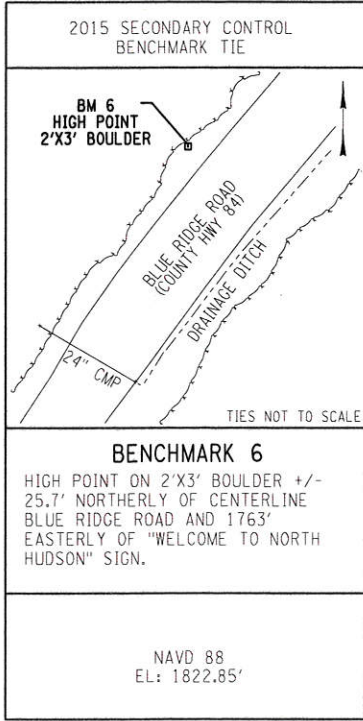 2015 SECONDARY CONTROL
BENCHMARK TIE
BM 6
HIGH POINT
2'X3' BOULDER
BLUE RIDGE ROAD
(COUNTY HWY 84)
DRAINAGE DITCH
24" CMP
TIES NOT TO SCALE
BENCHMARK 6
HIGH POINT ON 2'X3' BOULDER +/-
25.7' NORTHERLY OF CENTERLINE
BLUE RIDGE ROAD AND 1763'
EASTERLY OF "WELCOME TO NORTH
HUDSON" SIGN.
NAVD 88
EL: 1822.85'